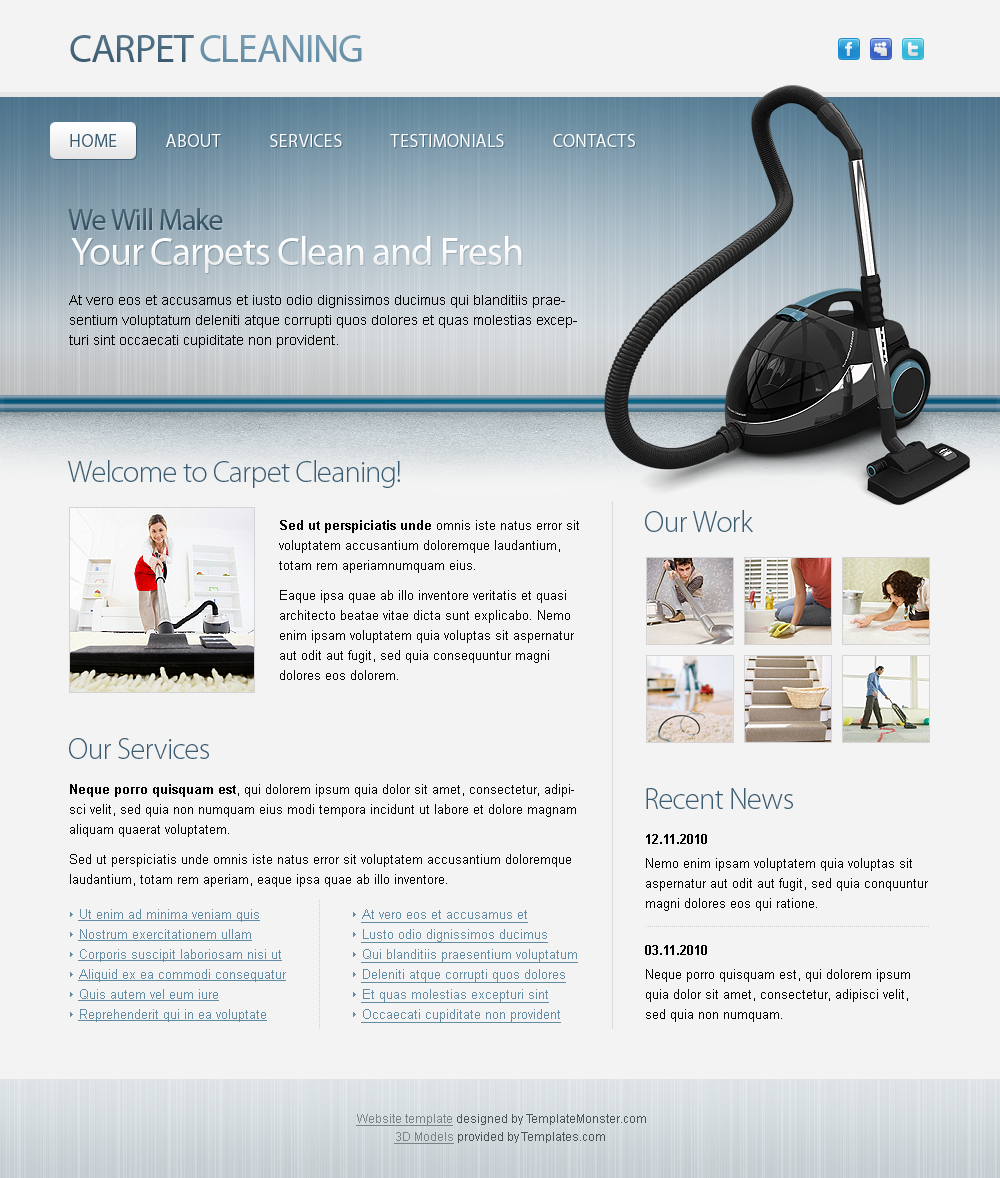 CARPET CLEANING
HOME ABOUT SERVICES TESTIMONIALS CONTACTS
We Will Make
Your Carpets Clean and Fresh
At vero eos et accusamus et iusto odio dignissimos ducimus qui blanditiis prae-
sentium voluptatum deleniti atque corrupti quos dolores et quas molestias excep-
turi sint occaecati cupiditate non provident.
Welcome to Carpet Cleaning!
Sed ut perspiciatis unde omnis iste natus error sit
voluptatem accusantium doloremque laudantium,
totam rem aperiamnumquam eius.
Eaque ipsa quae ab illo inventore veritatis et quasi
architecto beatae vitae dicta sunt explicabo. Nemo
enim ipsam voluptatem quia voluptas sit aspernatur
aut odit aut fugit, sed quia consequuntur magni
dolores eos dolorem.
Our Services
Neque porro quisquam est, qui dolorem ipsum quia dolor sit amet, consectetur, adipi-
sci velit, sed quia non numquam eius modi tempora incidunt ut labore et dolore magnam
aliquam quaerat voluptatem.
Sed ut perspiciatis unde omnis iste natus error sit voluptatem accusantium doloremque
laudantium, totam rem aperiam, eaque ipsa quae ab illo inventore.
Ut enim ad minima veniam quis
Nostrum exercitationem ullam
Corporis suscipit laboriosam nisi ut
Aliquid ex ea commodi consequatur
Quis autem vel eum iure
Reprehenderit qui in ea voluptate
At vero eos et accusamus et
Lusto odio dignissimos ducimus
Qui blanditiis praesentium voluptatum
Deleniti atque corrupti quos dolores
Et quas molestias excepturi sint
Occaecati cupiditate non provident
Our Work
Recent News
12.11.2010
Nemo enim ipsam voluptatem quia voluptas sit
aspernatur aut odit aut fugit, sed quia conquuntur
magni dolores eos qui ratione.
03.11.2010
Neque porro quisquam est, qui dolorem ipsum
quia dolor sit amet, consectetur, adipisci velit,
sed quia non numquam.
Website template designed by TemplateMonster.com
3D Models provided by Templates.com